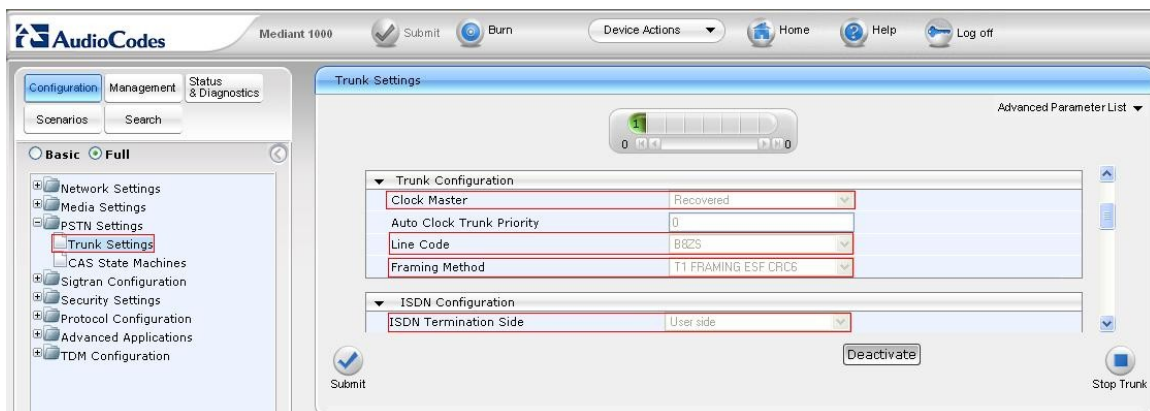 AudioCodes
Mediant 1000
Submit
Burn
Device Actions
Home
Help
Log off
Configuration
Management
Status
& Diagnostics
Scenarios
Search
Basic
Full
Network Settings
Media Settings
PSTN Settings
Trunk Settings
CAS State Machines
Sigtran Configuration
Security Settings
Protocol Configuration
Advanced Applications
TDM Configuration
Trunk Settings
Advanced Parameter List
1
0
0
Trunk Configuration
Clock Master Recovered
Auto Clock Trunk Priority 0
Line Code B8ZS
Framing Method T1 FRAMING ESF CRC6
ISDN Configuration
ISDN Termination Side User side
Deactivate
Submit
Stop Trunk